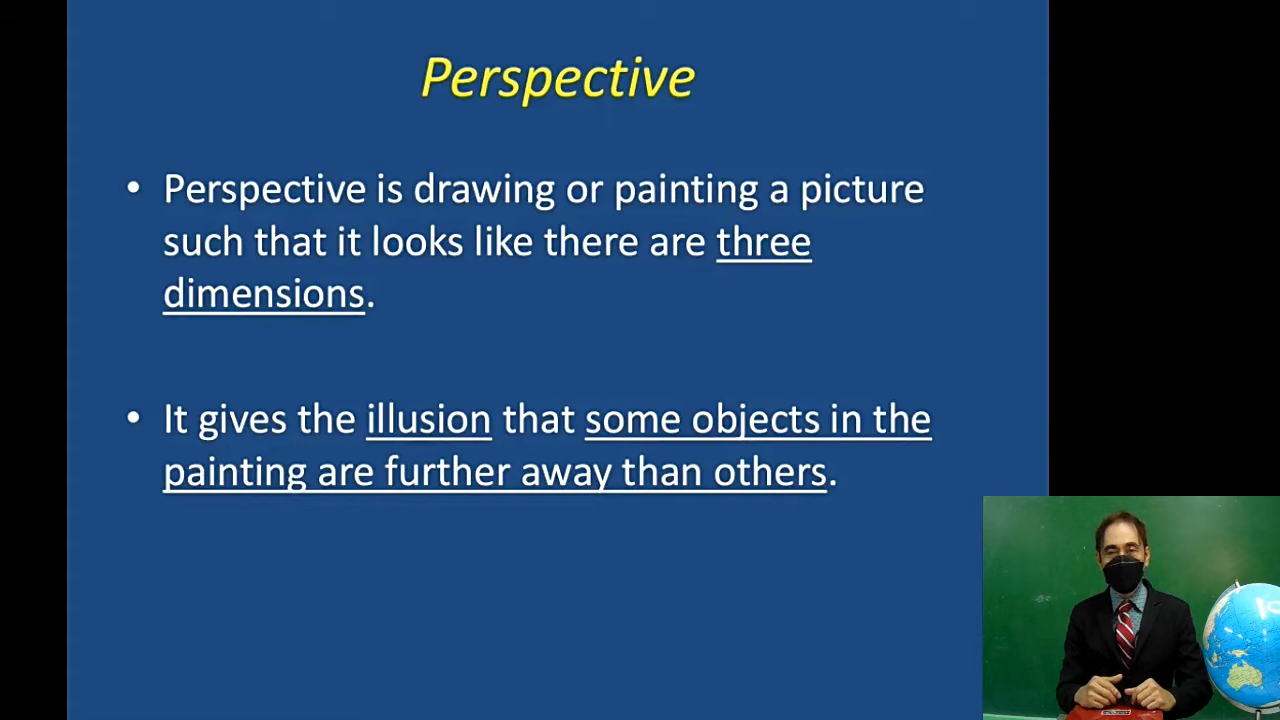 Perspective
• Perspective is drawing or painting a picture
such that it looks like there are three
dimensions.
• It gives the illusion that some objects in the
painting are further away than others.